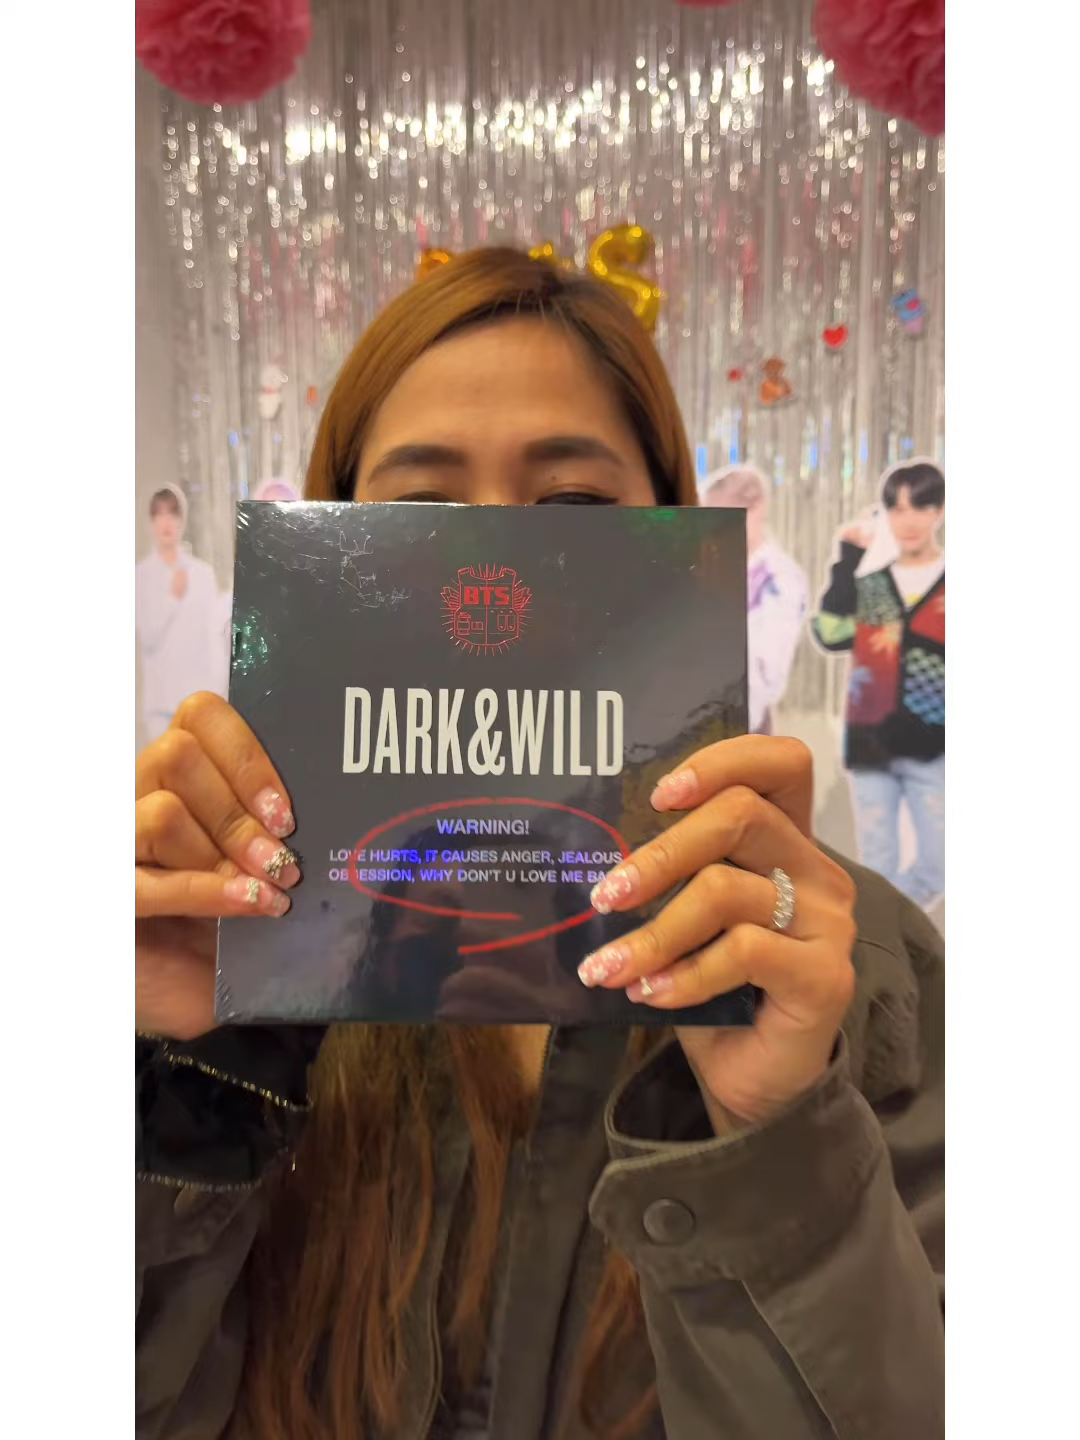 BTS
DARK&WILD
WARNING!
LOVE HURTS, IT CAUSES ANGER, JEALOUS,
OBSESSION, WHY DON'T U LOVE ME